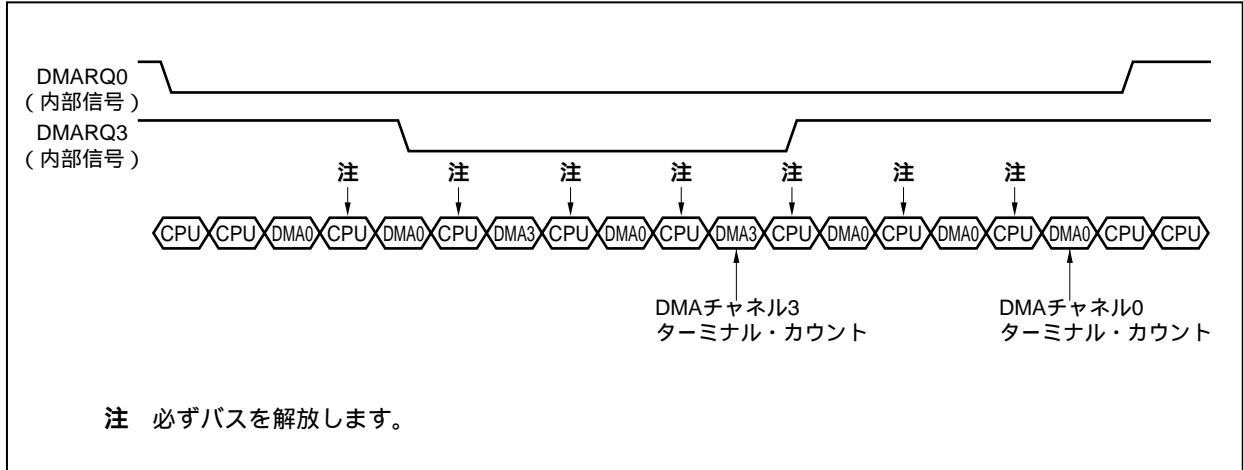 DMARQ0
（内部信号）
DMARQ3
（内部信号）
注 注 注 注 注 注 注
CPU CPU DMA0 CPU DMA0 CPU DMA3 CPU DMA0 CPU DMA3 CPU DMA0 CPU DMA0 CPU DMA0 CPU CPU
DMAチャネル3
ターミナル・カウント
DMAチャネル0
ターミナル・カウント
注 必ずバスを解放します。